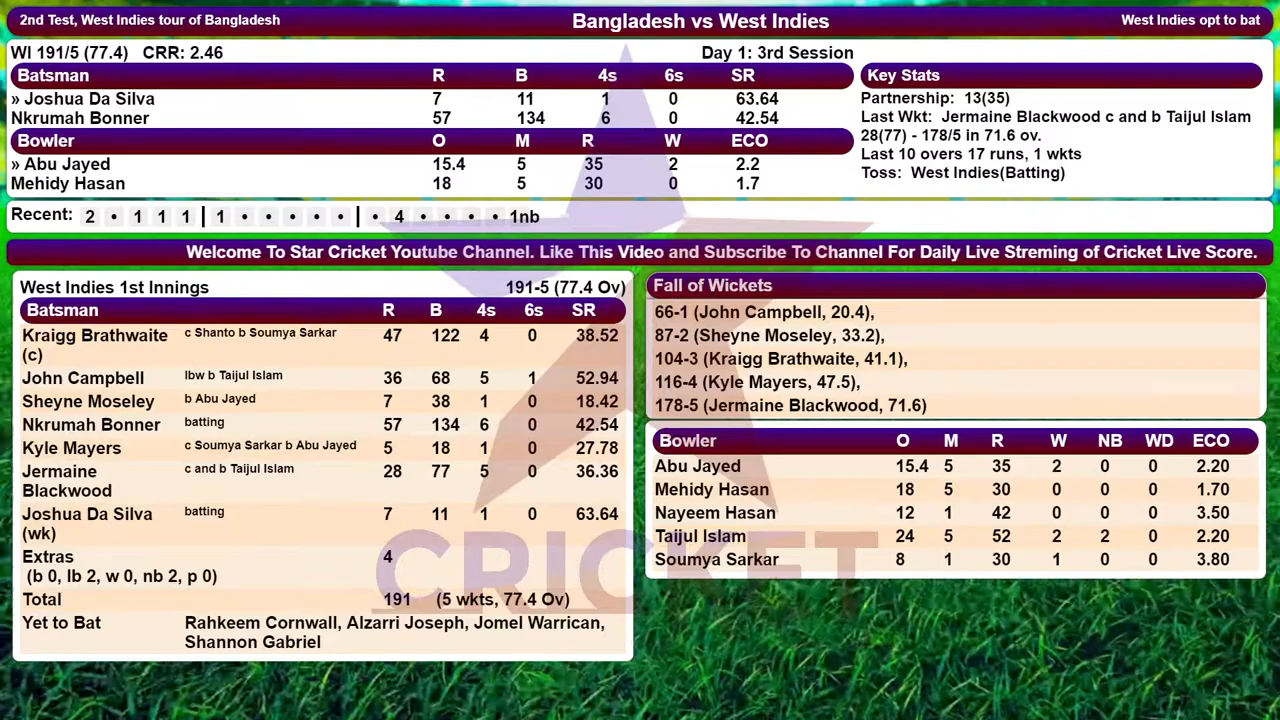 2nd Test, West Indies tour of Bangladesh Bangladesh vs West Indies West Indies opt to bat
WI 191/5 (77.4) CRR: 2.46 Day 1: 3rd Session
Batsman R B 4s 6s SR
» Joshua Da Silva 7 11 1 0 63.64
Nkrumah Bonner 57 134 6 0 42.54
Bowler O M R W ECO
» Abu Jayed 15.4 5 35 2 2.2
Mehidy Hasan 18 5 30 0 1.7
Key Stats
Partnership: 13(35)
Last Wkt: Jermaine Blackwood c and b Taijul Islam
28(77) - 178/5 in 71.6 ov.
Last 10 overs 17 runs, 1 wkts
Toss: West Indies(Batting)
Recent: 2 • 1 1 1 | 1 • • • • • | • 4 • • • • 1nb
Welcome To Star Cricket Youtube Channel. Like This Video and Subscribe To Channel For Daily Live Streming of Cricket Live Score.
West Indies 1st Innings 191-5 (77.4 Ov)
Batsman R B 4s 6s SR
Kraigg Brathwaite c Shanto b Soumya Sarkar 47 122 4 0 38.52
(c)
John Campbell lbw b Taijul Islam 36 68 5 1 52.94
Sheyne Moseley b Abu Jayed 7 38 1 0 18.42
Nkrumah Bonner batting 57 134 6 0 42.54
Kyle Mayers c Soumya Sarkar b Abu Jayed 5 18 1 0 27.78
Jermaine c and b Taijul Islam 28 77 5 0 36.36
Blackwood
Joshua Da Silva batting 7 11 1 0 63.64
(wk)
Extras 4
(b 0, lb 2, w 0, nb 2, p 0)
Total 191 (5 wkts, 77.4 Ov)
Yet to Bat Rahkeem Cornwall, Alzarri Joseph, Jomel Warrican,
Shannon Gabriel
Fall of Wickets
66-1 (John Campbell, 20.4),
87-2 (Sheyne Moseley, 33.2),
104-3 (Kraigg Brathwaite, 41.1),
116-4 (Kyle Mayers, 47.5),
178-5 (Jermaine Blackwood, 71.6)
Bowler O M R W NB WD ECO
Abu Jayed 15.4 5 35 2 0 0 2.20
Mehidy Hasan 18 5 30 0 0 0 1.70
Nayeem Hasan 12 1 42 0 0 0 3.50
Taijul Islam 24 5 52 2 2 0 2.20
Soumya Sarkar 8 1 30 1 0 0 3.80
CRICKET